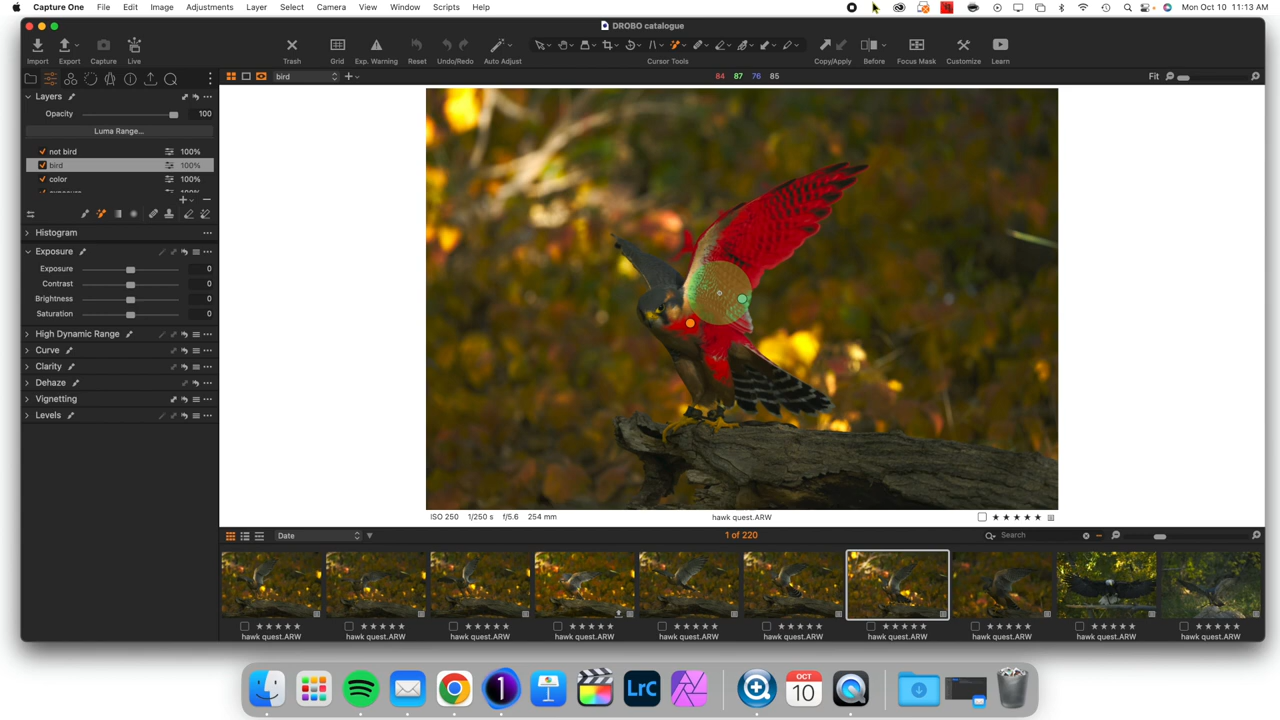 Capture One File Edit Image Adjustments Layer Select Camera View Window Scripts Help Mon Oct 10 11:13 AM
DROBO catalogue
Import Export Capture Live Trash Grid Exp. Warning Reset Undo/Redo Auto Adjust Cursor Tools Copy/Apply Before Focus Mask Customize Learn
bird 84 87 76 85 Fit
Layers
Opacity 100
Luma Range...
not bird 100%
bird 100%
color 100%
Histogram
Exposure
Exposure 0
Contrast 0
Brightness 0
Saturation 0
High Dynamic Range
Curve
Clarity
Dehaze
Vignetting
Levels
ISO 250 1/250 s f/5.6 254 mm hawk quest.ARW
Date 1 of 220 Search
hawk quest.ARW hawk quest.ARW hawk quest.ARW hawk quest.ARW hawk quest.ARW hawk quest.ARW hawk quest.ARW hawk quest.ARW hawk quest.ARW hawk quest.ARW
1 LrC OCT
10